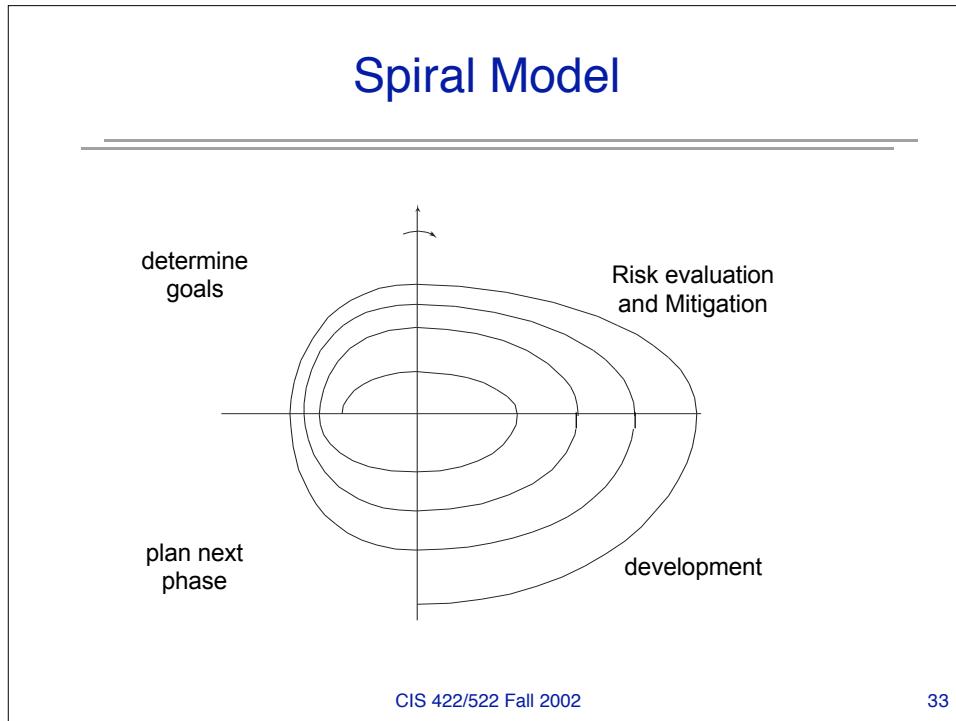 Spiral Model
determine
goals
Risk evaluation
and Mitigation
plan next
phase
development
CIS 422/522 Fall 2002
33